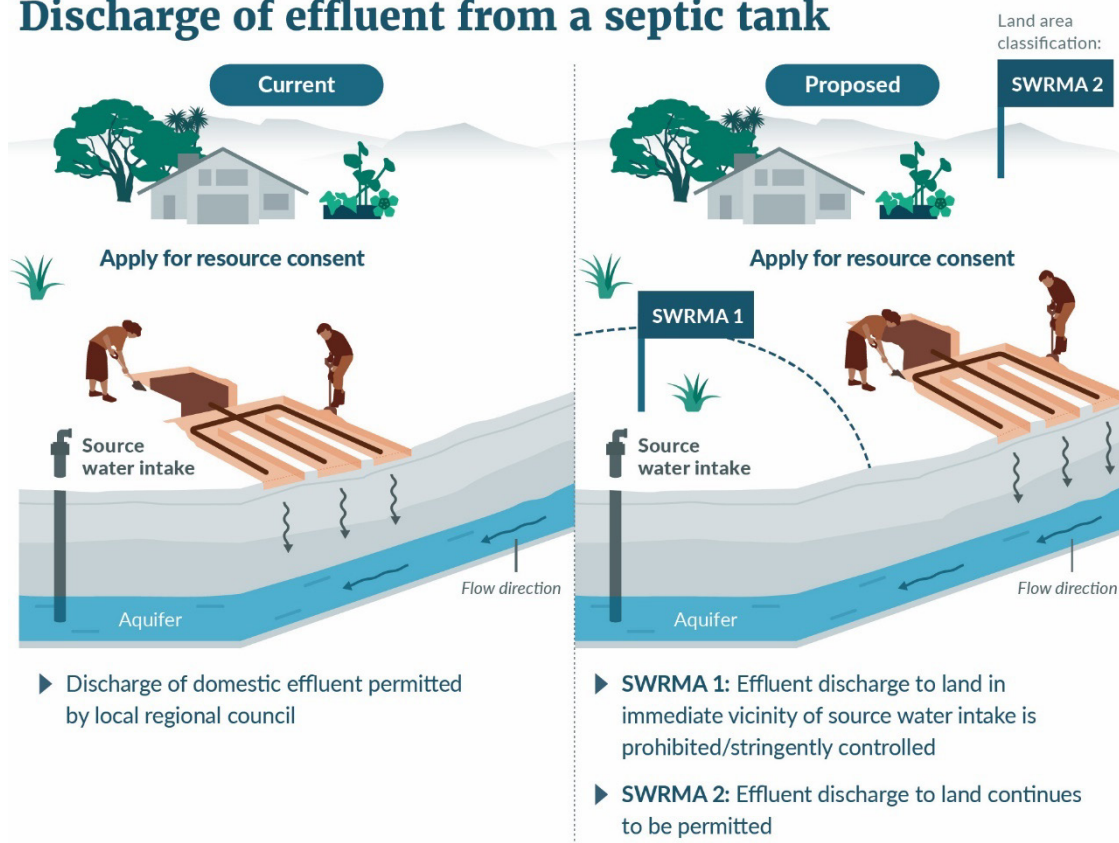 Discharge of effluent from a septic tank
Land area
classification:
SWRMA 2
Current
Apply for resource consent
Source
water intake
Flow direction
Aquifer
Discharge of domestic effluent permitted
by local regional council
Proposed
Apply for resource consent
SWRMA 1
Source
water intake
Flow direction
Aquifer
SWRMA 1: Effluent discharge to land in
immediate vicinity of source water intake is
prohibited/stringently controlled
SWRMA 2: Effluent discharge to land continues
to be permitted